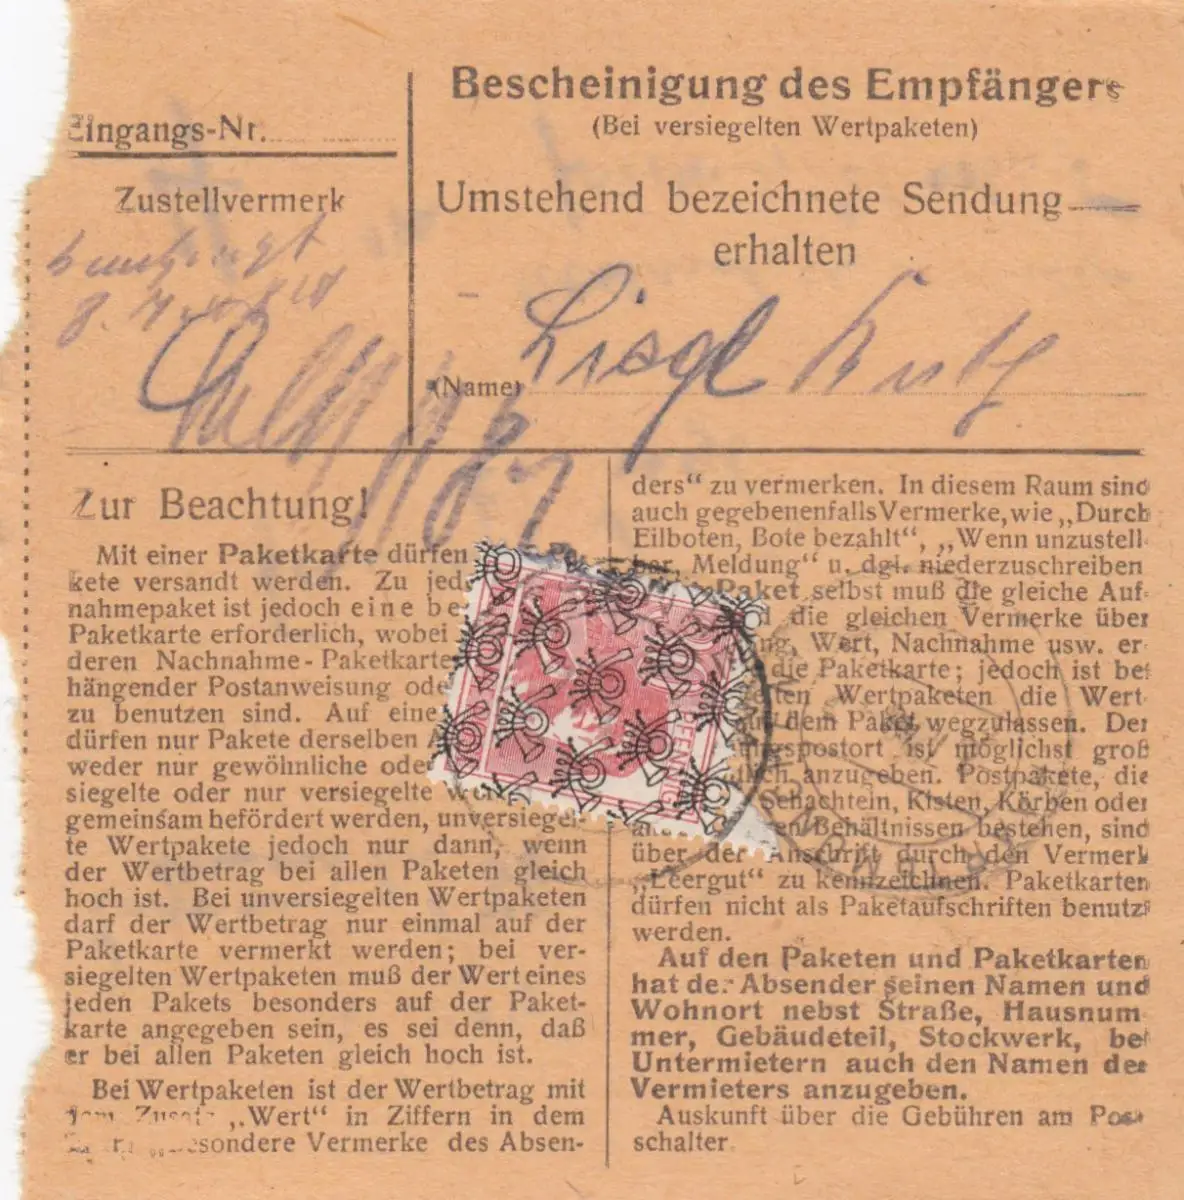 Eingangs-Nr.
Zustellvermerk
Bescheinigung des Empfängers
(Bei versiegelten Wertpaketen)
Umstehend bezeichnete Sendung
erhalten
(Name) Liesgl
Zur Beachtung!
Mit einer Paketkarte dürfen
kete versandt werden. Zu jed
nahmepaket ist jedoch eine be
Paketkarte erforderlich, wobei
deren Nachnahme-Paketkarte
hängender Postanweisung ode
zu benutzen sind. Auf eine
dürfen nur Pakete derselben A
weder nur gewöhnliche ode
siegelte oder nur versiegelte
gemeinsam befördert werden, unversiegel-
te Wertpakete jedoch nur dann, wenn
der Wertbetrag bei allen Paketen gleich
hoch ist. Bei unversiegelten Wertpaketen
darf der Wertbetrag nur einmal auf der
Paketkarte vermerkt werden; bei ver-
siegelten Wertpaketen muß der Wert eines
jeden Pakets besonders auf der Paket-
karte angegeben sein, es sei denn, daß
er bei allen Paketen gleich hoch ist.
Bei Wertpaketen ist der Wertbetrag mit
dem Zusatz „Wert“ in Ziffern in dem
besondere Vermerke des Absen-
ders“ zu vermerken. In diesem Raum sind
auch gegebenenfalls Vermerke, wie „Durch
Eilboten, Bote bezahlt“, „Wenn unzustell-
bar, Meldung“ u. dgl. niederzuschreiben
Paket selbst muß die gleiche Auf-
die gleichen Vermerke über
Wert, Nachnahme usw. er
die Paketkarte; jedoch ist bei
Wertpaketen die Wert-
dem Paket wegzulassen. Der
ungspostort ist möglichst groß
anzugeben. Postpakete, die
Schachteln, Kisten, Körben oder
Behältnissen bestehen, sind
über der Anschrift durch den Vermerk
„Leergut“ zu kennzeichnen. Paketkarten
dürfen nicht als Paketaufschriften benutzt
werden.
Auf den Paketen und Paketkarten
hat der Absender seinen Namen und
Wohnort nebst Straße, Hausnum
mer, Gebäudeteil, Stockwerk, bei
Untermietern auch den Namen des
Vermieters anzugeben.
Auskunft über die Gebühren am Post
schalter.
PFENNIG